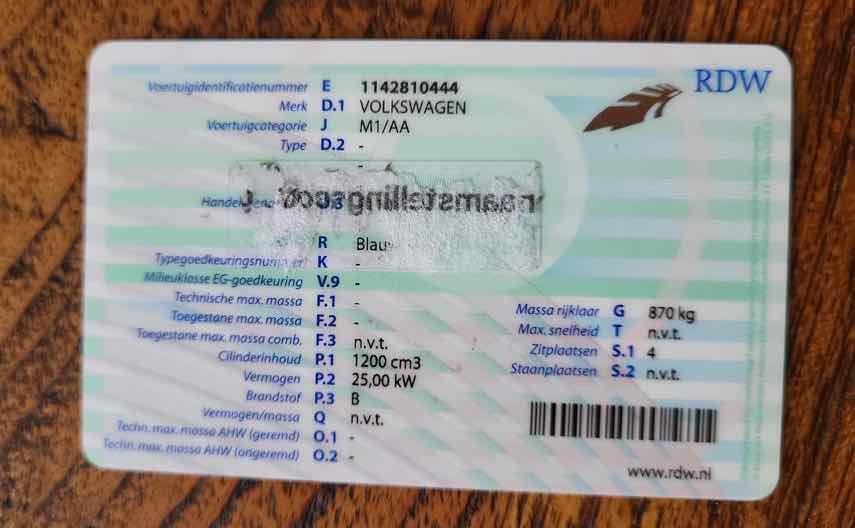 RDW
Voertuigidentificatienummer E 1142810444
Merk D.1 VOLKSWAGEN
Voertuigcategorie J M1/AA
Type D.2 -
-
naamstellingscode
D.3
R Blauw
Typegoedkeuringsnummer K -
Milieuklasse EG-goedkeuring V.9 -
Technische max. massa F.1 -
Toegestane max. massa F.2 -
Toegestane max. massa comb. F.3 n.v.t.
Cilinderinhoud P.1 1200 cm3
Vermogen P.2 25,00 kW
Brandstof P.3 B
Vermogen/massa Q n.v.t.
Techn. max. massa AHW (geremd) O.1 -
Techn. max. massa AHW (ongeremd) O.2 -
Massa rijklaar G 870 kg
Max. snelheid T n.v.t.
Zitplaatsen S.1 4
Staanplaatsen S.2 n.v.t.
www.rdw.nl